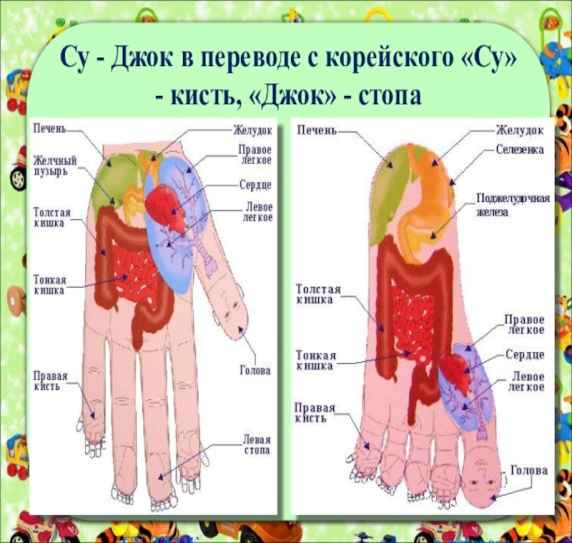 Су - Джок в переводе с корейского «Су»
- кисть, «Джок» - стопа
Печень
Желчный
пузырь
Толстая
кишка
Тонкая
кишка
Правая
кисть
Желудок
Правое
легкое
Сердце
Левое
легкое
Голова
Левая
стопа
Печень
Толстая
кишка
Тонкая
кишка
Правая
кисть
Желудок
Селезенка
Поджелудочная
железа
Правое
легкое
Сердце
Левое
легкое
Голова